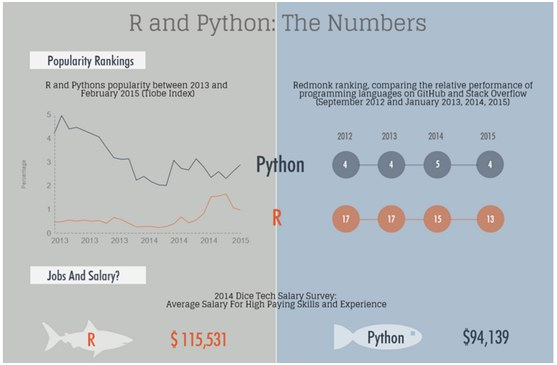 R and Python: The Numbers
Popularity Rankings
R and Pythons popularity between 2013 and
February 2015 (Tiobe Index)
Redmonk ranking, comparing the relative performance of
programming languages on GitHub and Stack Overflow
(September 2012 and January 2013, 2014, 2015)
5
4
3
2
1
0
Percentage
2013 2013 2013 2014 2014 2014 2015
2012 2013 2014 2015
Python
4 4 5 4
R
17 17 15 13
Jobs And Salary?
2014 Dice Tech Salary Survey:
Average Salary For High Paying Skills and Experience
R
$ 115,531
Python
$94,139